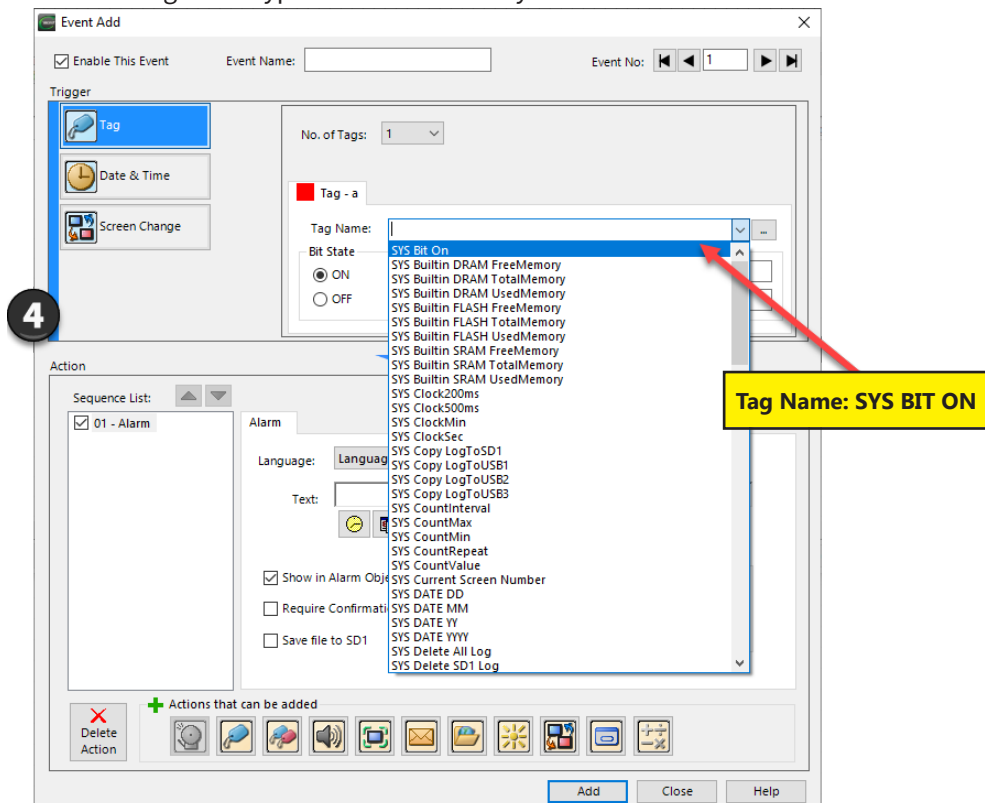 Event Add
Enable This Event Event Name: Event No: 1
Trigger
Tag
No. of Tags: 1
Date & Time
Tag - a
Screen Change
Tag Name:
Bit State
ON
OFF
SYS Bit On
SYS Builtin DRAM FreeMemory
SYS Builtin DRAM TotalMemory
SYS Builtin DRAM UsedMemory
SYS Builtin FLASH FreeMemory
SYS Builtin FLASH TotalMemory
SYS Builtin FLASH UsedMemory
SYS Builtin SRAM FreeMemory
SYS Builtin SRAM TotalMemory
SYS Builtin SRAM UsedMemory
SYS Clock200ms
SYS Clock500ms
SYS ClockMin
SYS ClockSec
SYS Copy LogToSD1
SYS Copy LogToUSB1
SYS Copy LogToUSB2
SYS Copy LogToUSB3
SYS CountInterval
SYS CountMax
SYS CountMin
SYS CountRepeat
SYS CountValue
SYS Current Screen Number
SYS DATE DD
SYS DATE MM
SYS DATE YY
SYS DATE YYYY
SYS Delete All Log
SYS Delete SD1 Log
4
Tag Name: SYS BIT ON
Action
Sequence List:
01 - Alarm
Alarm
Language: Languag
Text:
Show in Alarm Obje
Require Confirmati
Save file to SD1
Actions that can be added
Delete
Action
Add Close Help